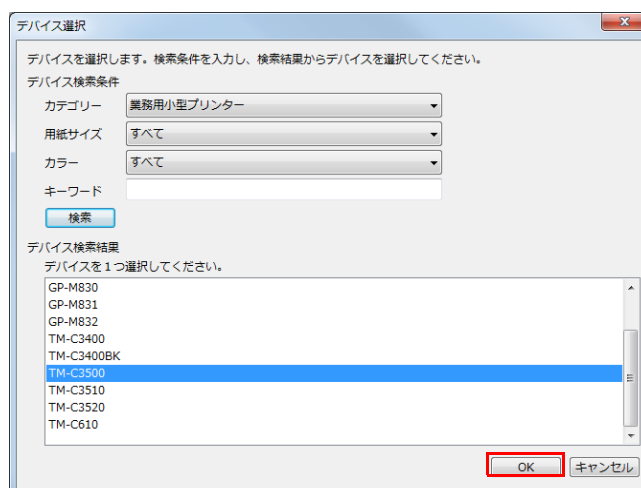 デバイス選択
デバイスを選択します。検索条件を入力し、検索結果からデバイスを選択してください。
デバイス検索条件
カテゴリー 業務用小型プリンター
用紙サイズ すべて
カラー すべて
キーワード
検索
デバイス検索結果
デバイスを1つ選択してください。
GP-M830
GP-M831
GP-M832
TM-C3400
TM-C3400BK
TM-C3500
TM-C3510
TM-C3520
TM-C610
OK キャンセル